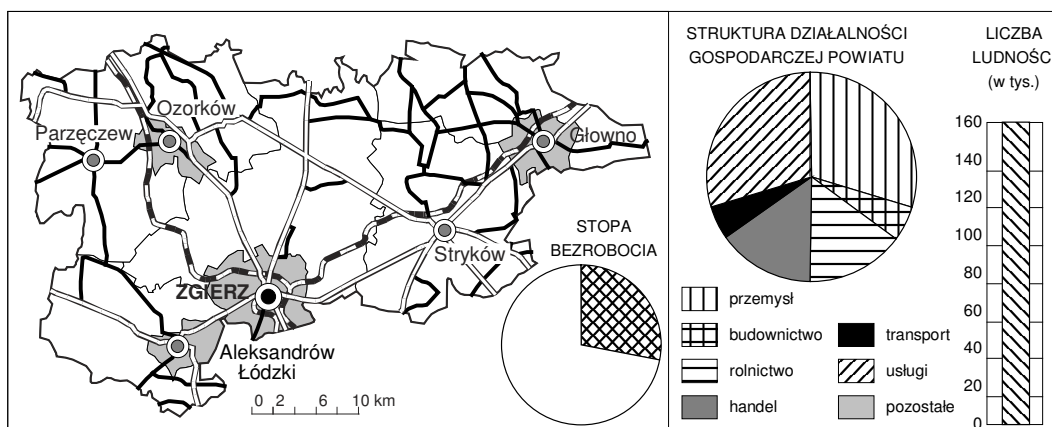 Ozorków
Parzęczew
Głowno
Stryków
ZGIERZ
Aleksandrów
Łódzki
0 2 6 10 km
STOPA
BEZROBOCIA
STRUKTURA DZIAŁALNOŚCI
GOSPODARCZEJ POWIATU
przemysł
budownictwo
rolnictwo
handel
transport
usługi
pozostałe
LICZBA
LUDNOŚC
(w tys.)
160
140
120
100
80
60
40
20
0